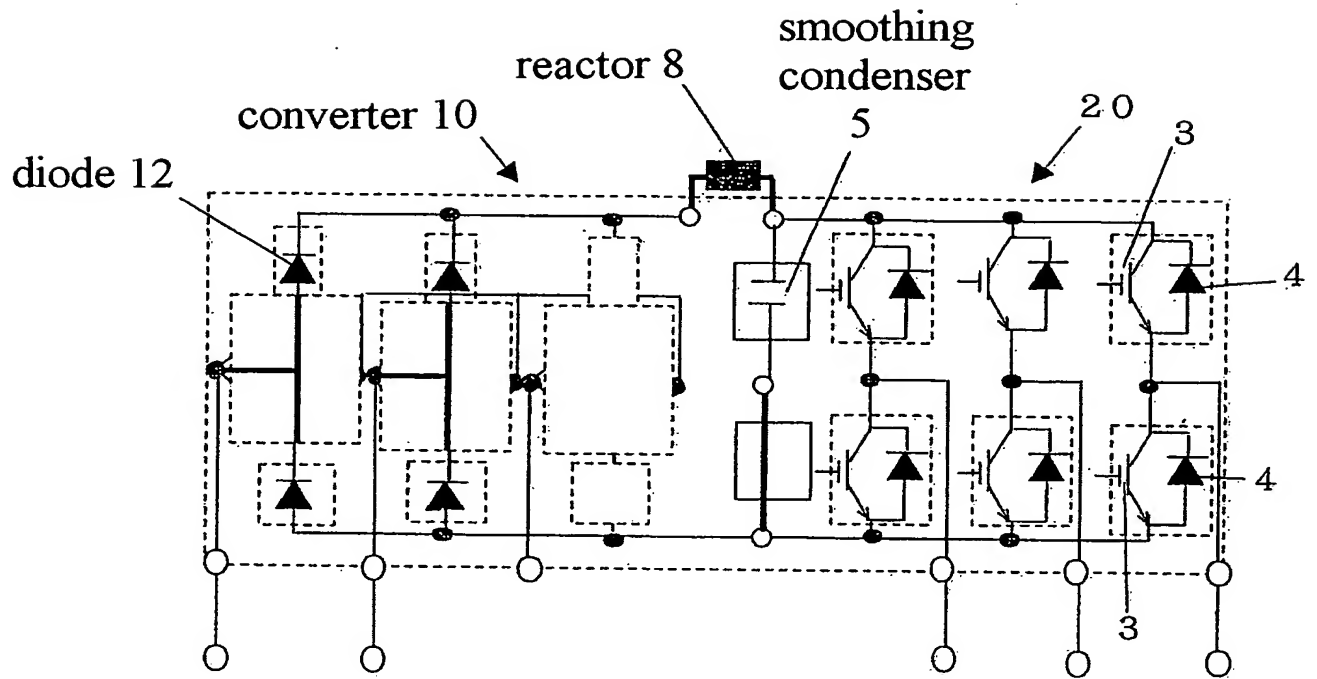 smoothing
condenser
5
reactor 8
converter 10
20
3
diode 12
4
4
3